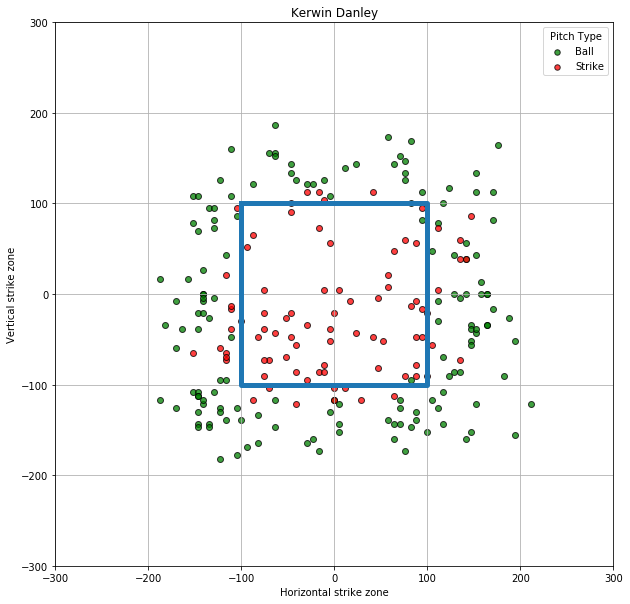 Kerwin Danley
Pitch Type
Ball
Strike
300
200
100
0
−100
−200
−300
Vertical strike zone
−300
−200
−100
0
100
200
300
Horizontal strike zone